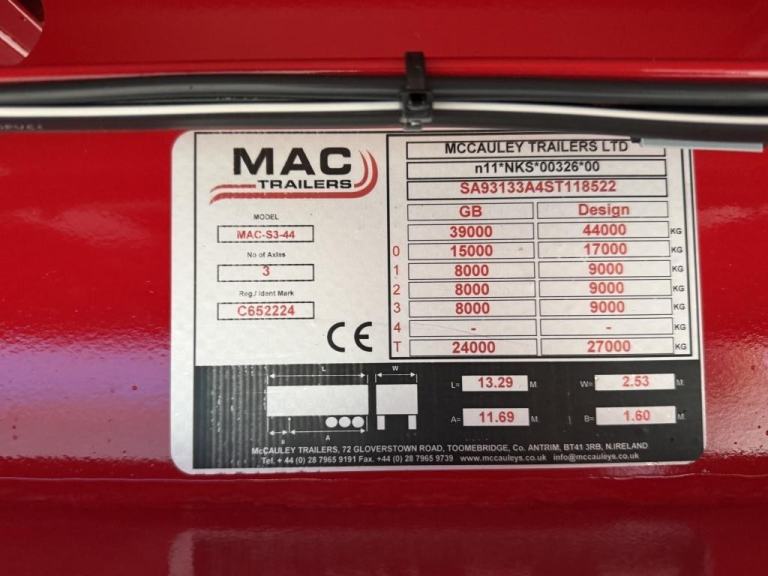 MAC
TRAILERS
MODEL
MAC-S3-44
No of Axles
3
Reg./ Ident Mark
C652224
CE
MCCAULEY TRAILERS LTD
n11*NKS*00326*00
SA93133A4ST118522
GB Design
39000 44000 KG
0 15000 17000 KG
1 8000 9000 KG
2 8000 9000 KG
3 8000 9000 KG
4 - - KG
T 24000 27000 KG
L W
B A
L= 13.29 M. W= 2.53 M.
A= 11.69 M. B= 1.60 M.
McCAULEY TRAILERS, 72 GLOVERSTOWN ROAD, TOOMEBRIDGE, Co. ANTRIM, BT41 3RB, N.IRELAND
Tel. + 44 (0) 28 7965 9191 Fax. +44 (0) 28 7965 9739 www.mccauleys.co.uk info@mccauleys.co.uk